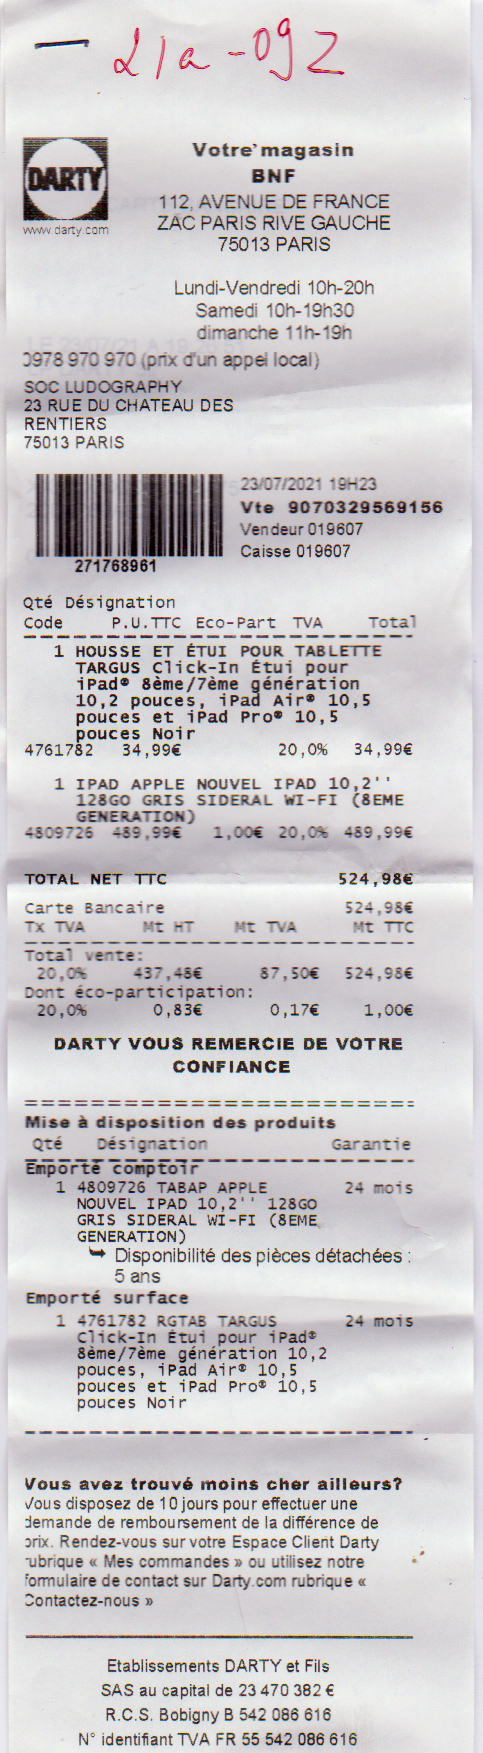 21a-092
DARTY
www.darty.com
Votre magasin
BNF
112, AVENUE DE FRANCE
ZAC PARIS RIVE GAUCHE
75013 PARIS
Lundi-Vendredi 10h-20h
Samedi 10h-19h30
dimanche 11h-19h
0978 970 970 (prix d'un appel local)
SOC LUDOGRAPHY
23 RUE DU CHATEAU DES
RENTIERS
75013 PARIS
23/07/2021 19H23
Vte 9070329569156
Vendeur 019607
Caisse 019607
271768961
Qté Désignation
Code P.U.TTC Eco-Part TVA Total
1 HOUSSE ET ÉTUI POUR TABLETTE
TARGUS Click-In Étui pour
iPad® 8ème/7ème génération
10,2 pouces, iPad Air® 10,5
pouces et iPad Pro® 10,5
pouces Noir
4761782 34,99€ 20,0% 34,99€
1 IPAD APPLE NOUVEL IPAD 10,2''
128GO GRIS SIDERAL WI-FI (8EME
GENERATION)
4809726 489,99€ 1,00€ 20,0% 489,99€
TOTAL NET TTC 524,98€
Carte Bancaire 524,98€
Tx TVA Mt HT Mt TVA Mt TTC
Total vente:
20,0% 437,48€ 87,50€ 524,98€
Dont éco-participation:
20,0% 0,83€ 0,17€ 1,00€
DARTY VOUS REMERCIE DE VOTRE
CONFIANCE
Mise à disposition des produits
Qté Désignation Garantie
Emporté comptoir
1 4809726 TABAP APPLE 24 mois
NOUVEL IPAD 10,2'' 128GO
GRIS SIDERAL WI-FI (8EME
GENERATION)
➥ Disponibilité des pièces détachées :
5 ans
Emporté surface
1 4761782 RGTAB TARGUS 24 mois
Click-In Étui pour iPad®
8ème/7ème génération 10,2
pouces, iPad Air® 10,5
pouces et iPad Pro® 10,5
pouces Noir
Vous avez trouvé moins cher ailleurs?
Vous disposez de 10 jours pour effectuer une
demande de remboursement de la différence de
prix. Rendez-vous sur votre Espace Client Darty
rubrique « Mes commandes » ou utilisez notre
formulaire de contact sur Darty.com rubrique «
Contactez-nous »
Etablissements DARTY et Fils
SAS au capital de 23 470 382 €
R.C.S. Bobigny B 542 086 616
N° identifiant TVA FR 55 542 086 616